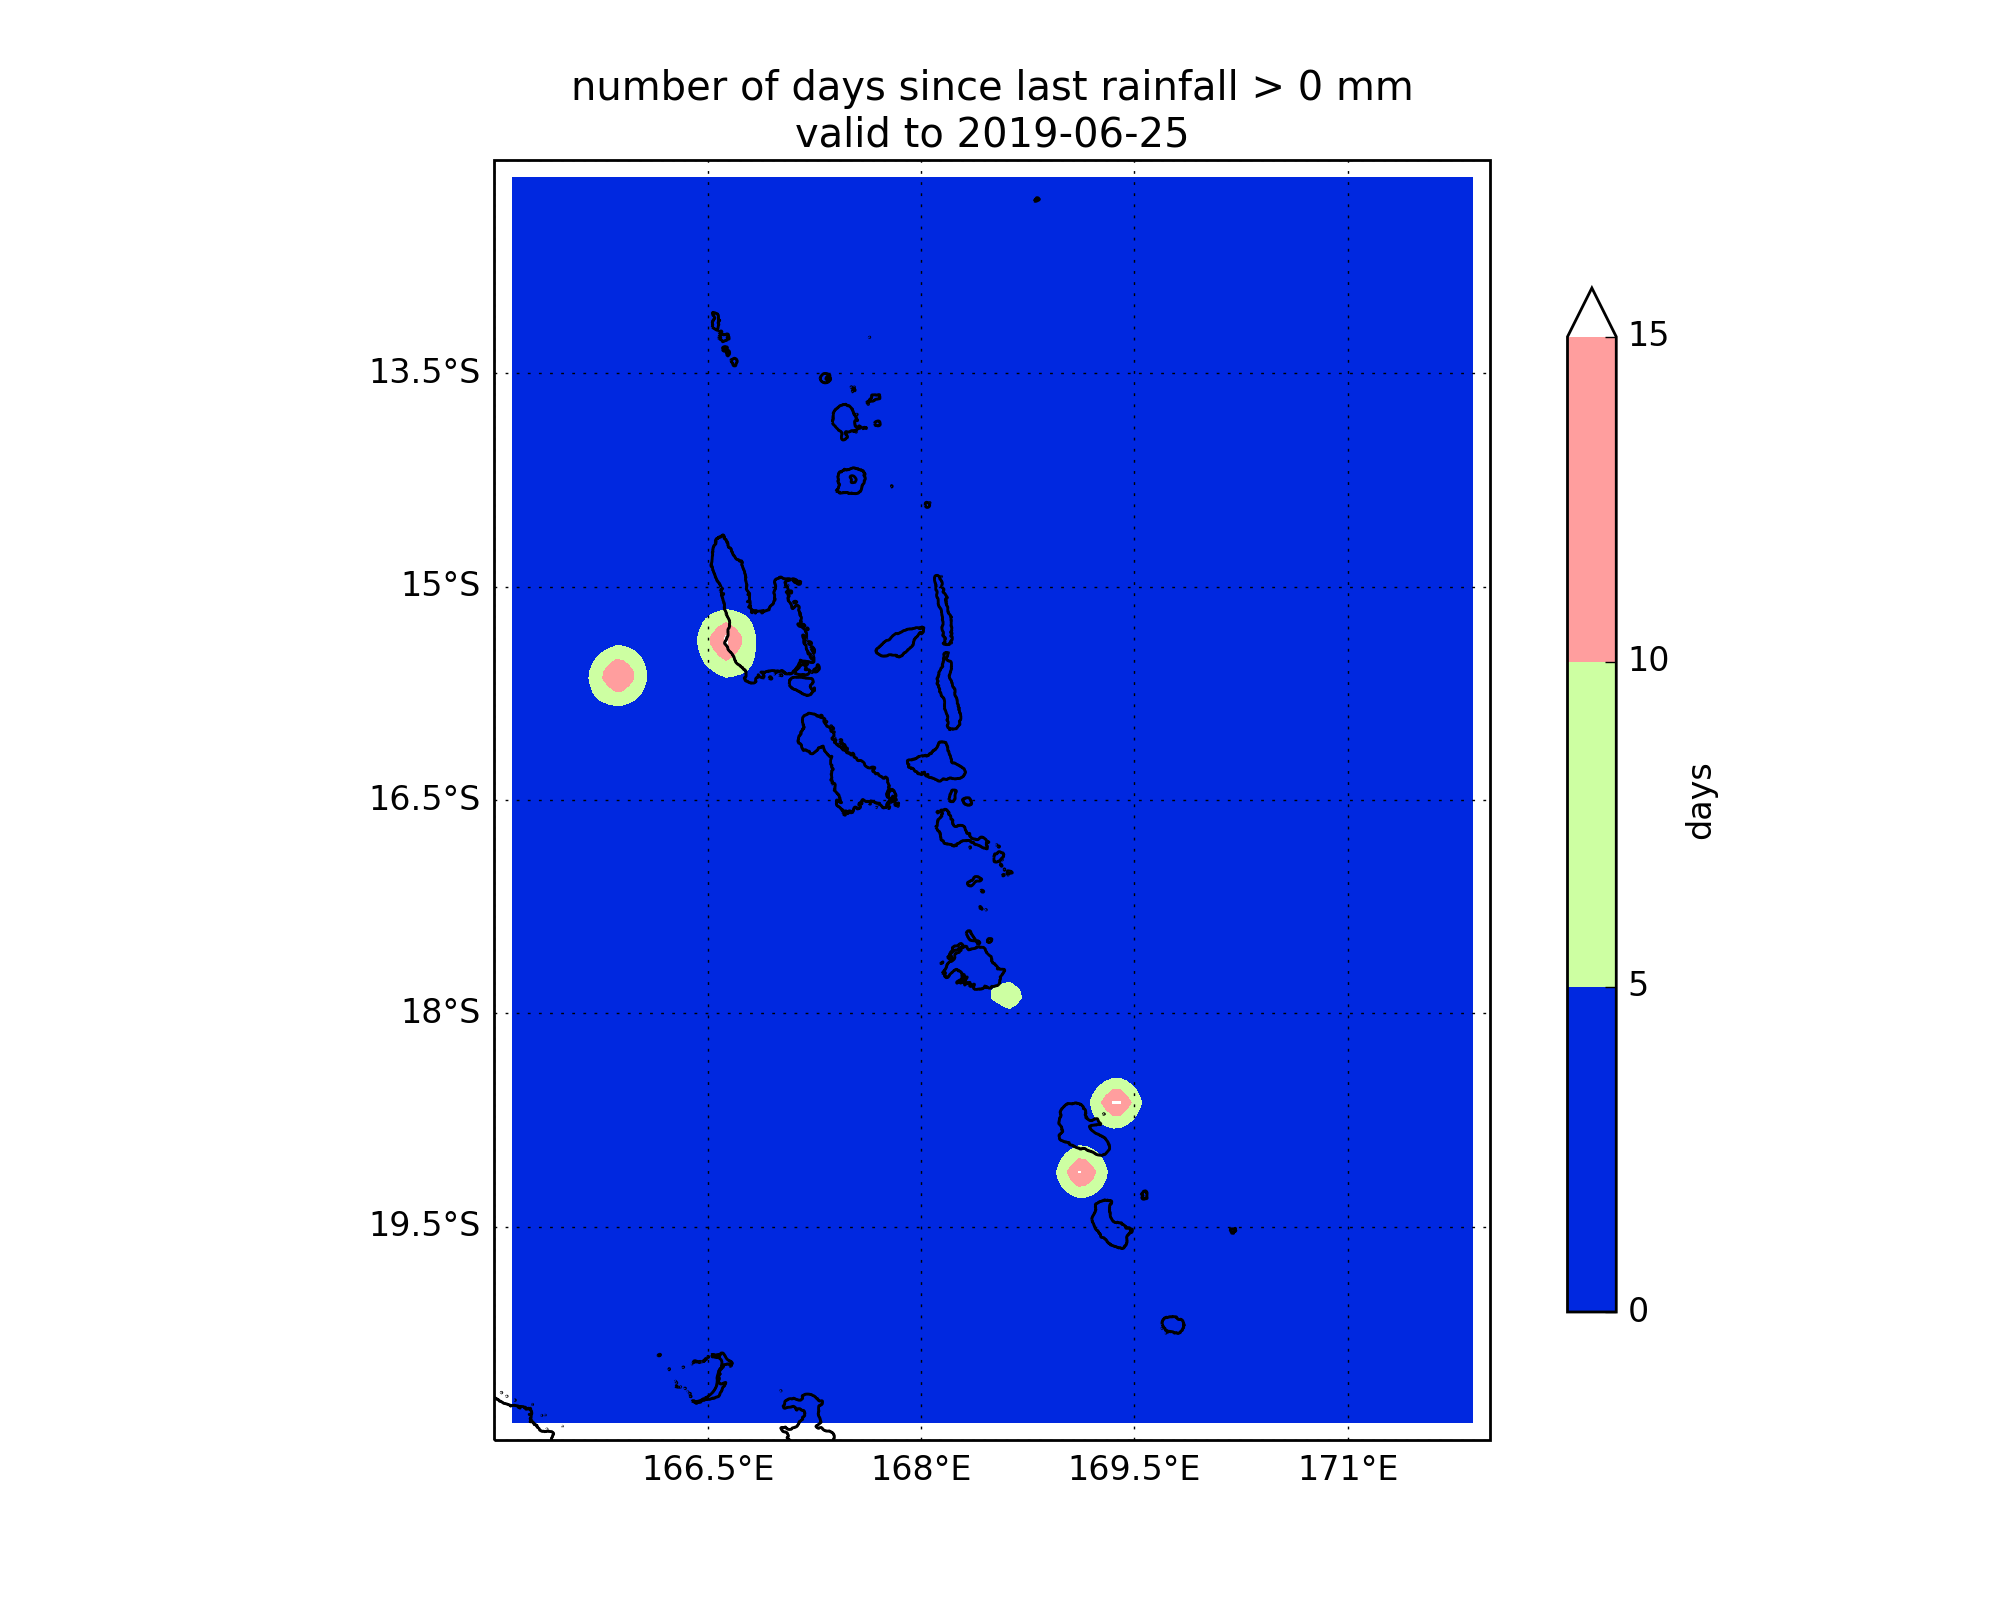 number of days since last rainfall > 0 mm
valid to 2019-06-25
13.5°S
15°S
16.5°S
18°S
19.5°S
166.5°E
168°E
169.5°E
171°E
15
10
5
0
days